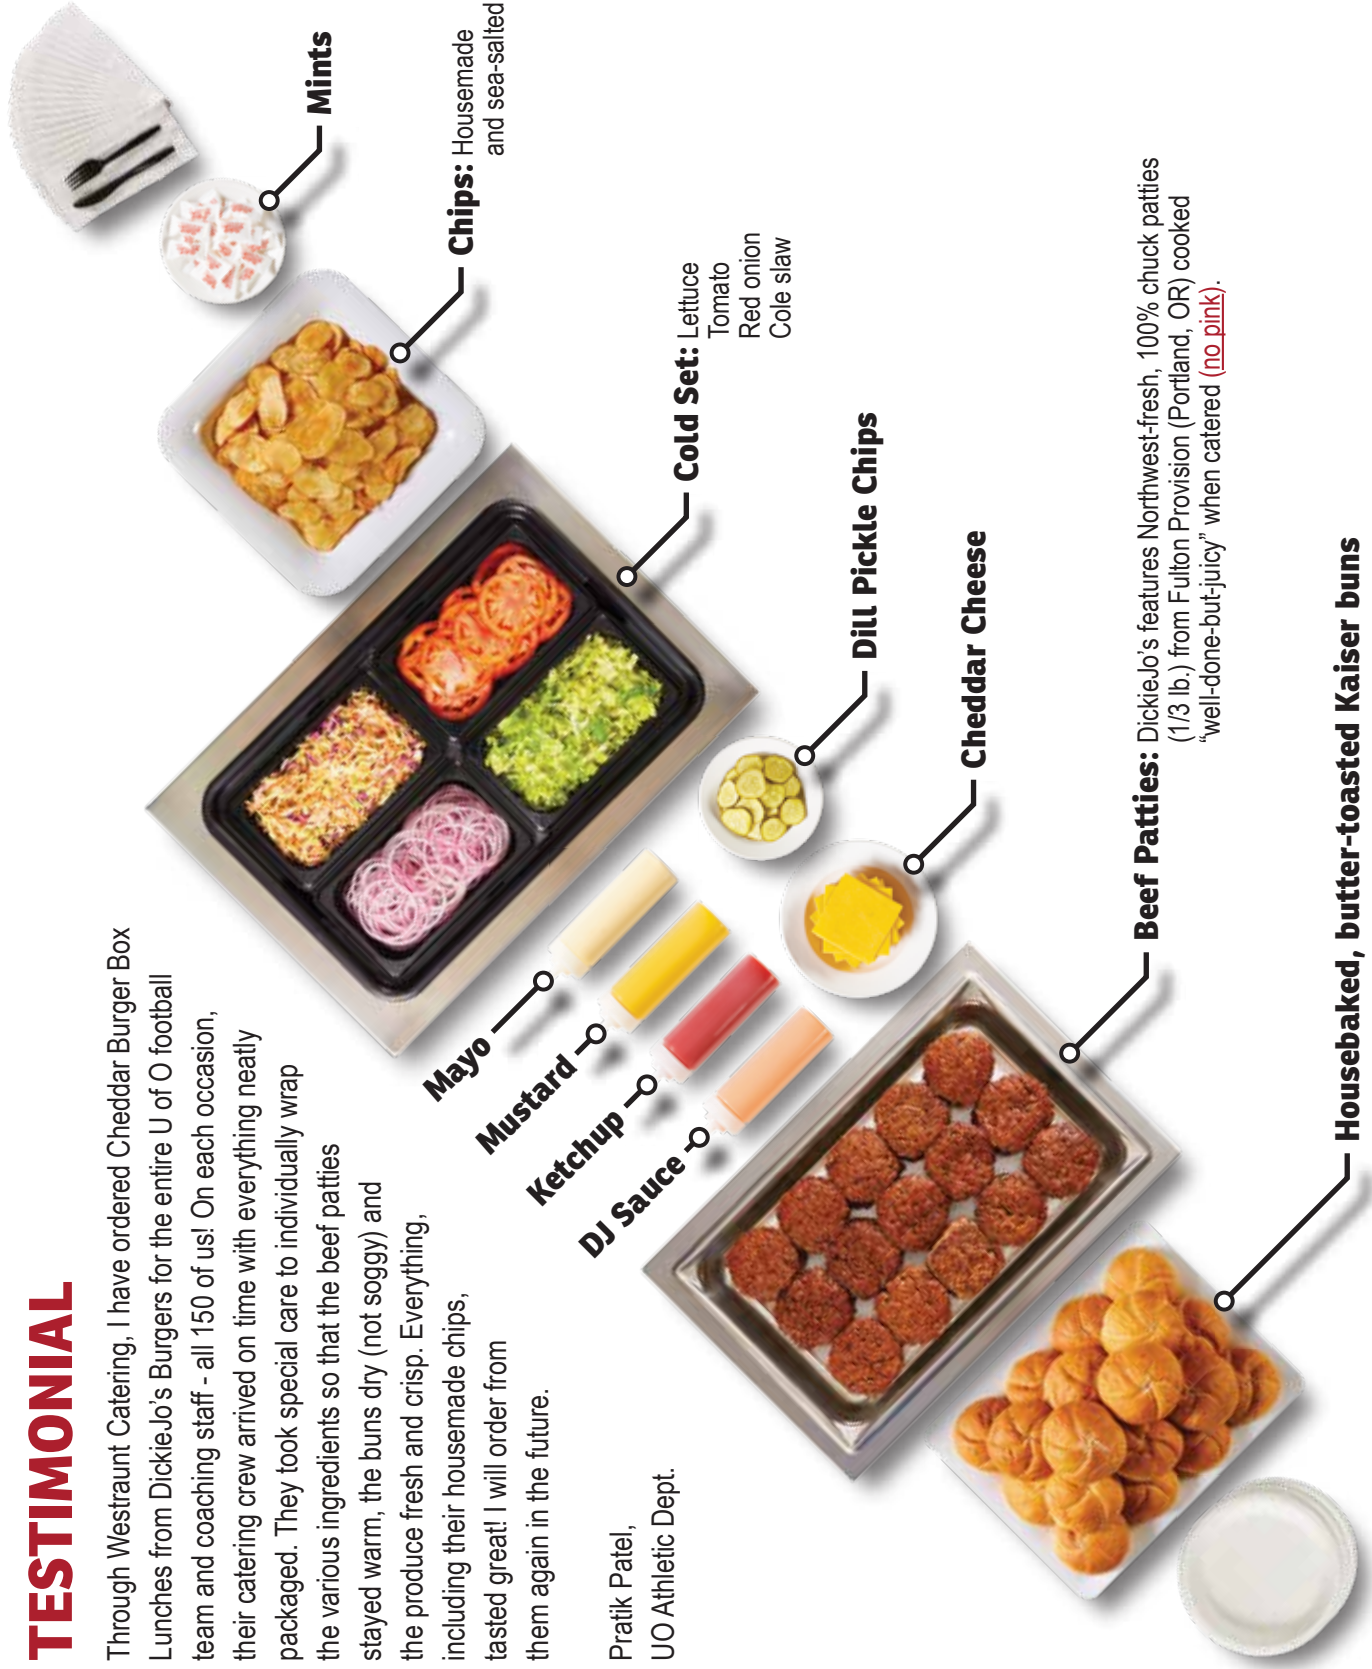 TESTIMONIAL
Through Westraunt Catering, I have ordered Cheddar Burger Box
Lunches from DickieJo's Burgers for the entire U of O football
team and coaching staff - all 150 of us! On each occasion,
their catering crew arrived on time with everything neatly
packaged. They took special care to individually wrap
the various ingredients so that the beef patties
stayed warm, the buns dry (not soggy) and
the produce fresh and crisp. Everything,
including their housemade chips,
tasted great! I will order from
them again in the future.
Pratik Patel,
UO Athletic Dept.
Mints
Chips: Housemade
and sea-salted
Cold Set: Lettuce
Tomato
Red onion
Cole slaw
Mayo
Mustard
Ketchup
DJ Sauce
Dill Pickle Chips
Cheddar Cheese
Beef Patties: DickieJo's features Northwest-fresh, 100% chuck patties
(1/3 lb.) from Fulton Provision (Portland, OR) cooked
“well-done-but-juicy” when catered (no pink).
Housebaked, butter-toasted Kaiser buns